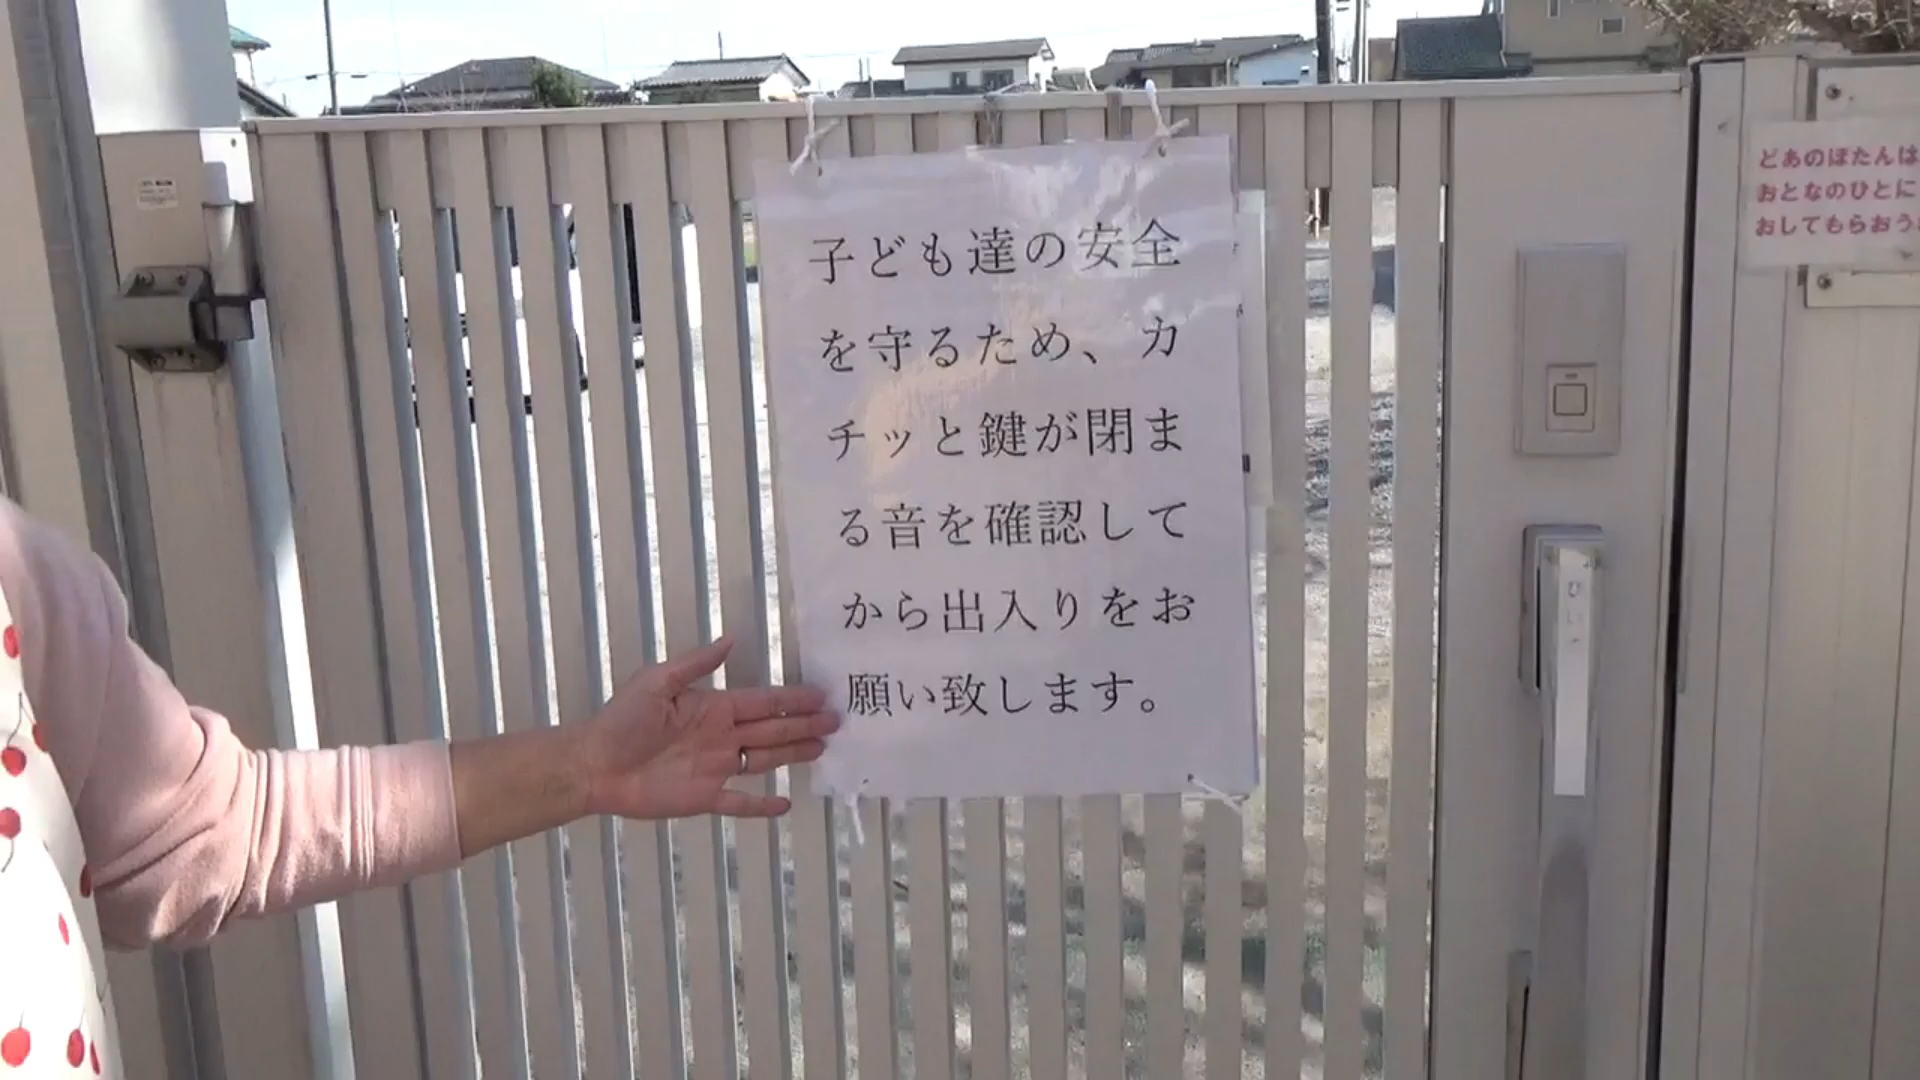 子ども達の安全
を守るため、カ
チッと鍵が閉ま
る音を確認して
から出入りをお
願い致します。
どあのぼたんは
おとなのひとに
おしてもらおう